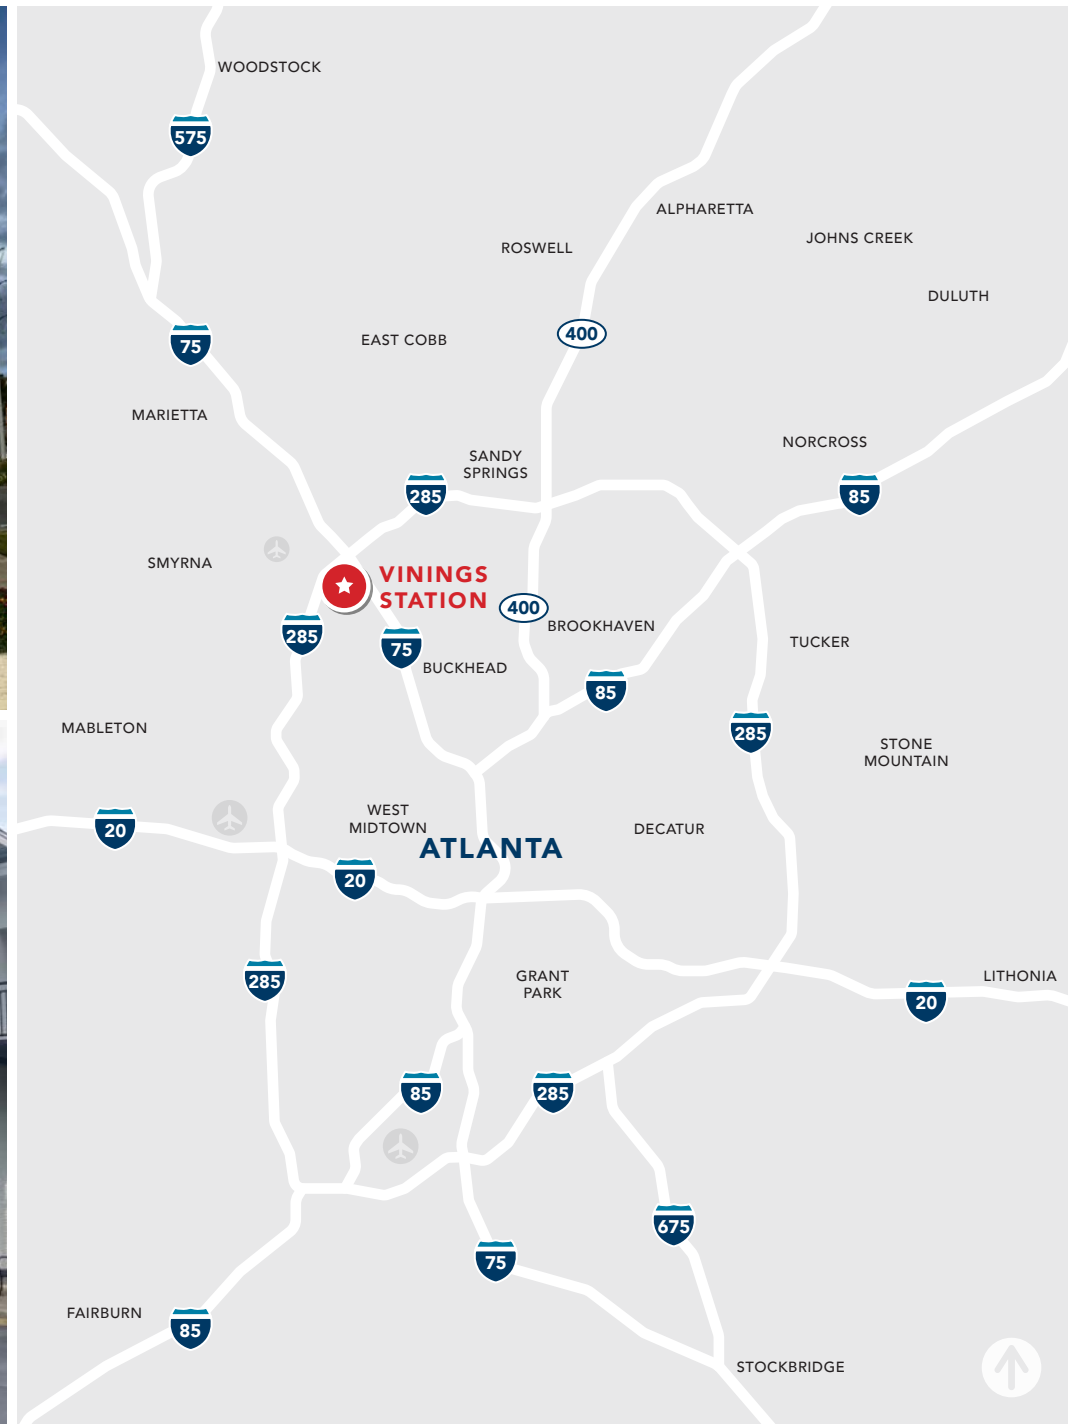 WOODSTOCK
575
ALPHARETTA
JOHNS CREEK
ROSWELL
DULUTH
400
EAST COBB
75
MARIETTA
NORCROSS
SANDY
SPRINGS
285
85
SMYRNA
VININGS
STATION
400
BROOKHAVEN
285
75
TUCKER
BUCKHEAD
85
MABLETON
285
STONE
MOUNTAIN
20
WEST
MIDTOWN
DECATUR
ATLANTA
20
285
GRANT
PARK
LITHONIA
20
85
285
675
75
FAIRBURN
85
STOCKBRIDGE